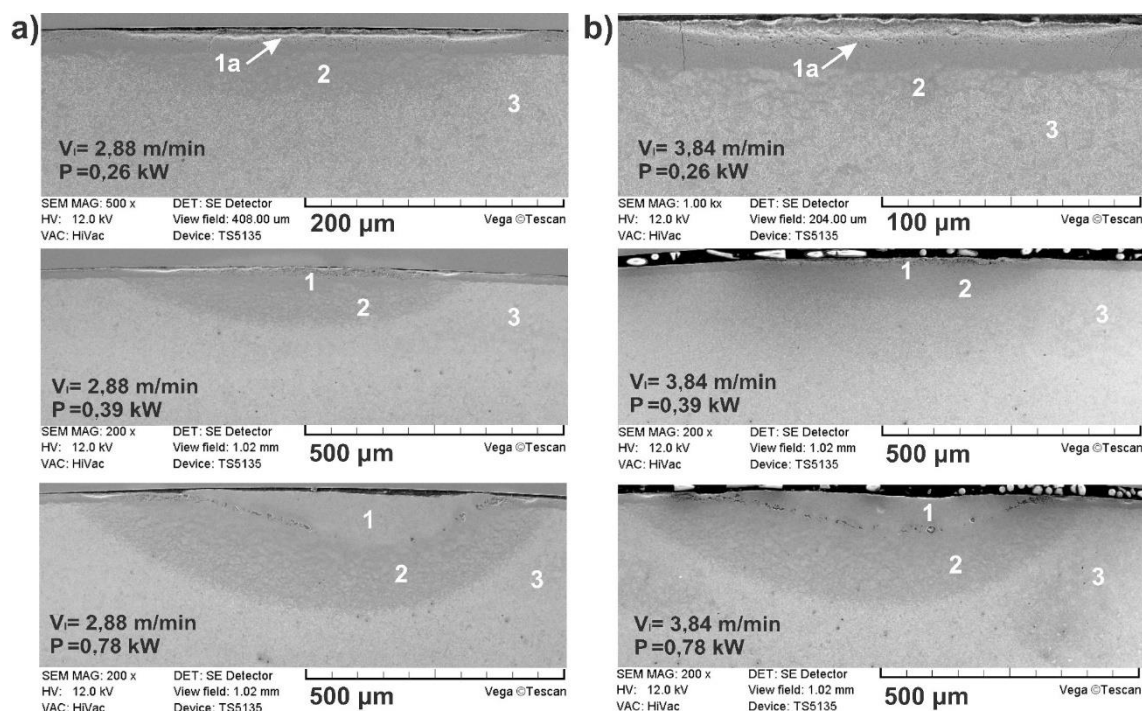 a)
1a
2
3
Vₗ= 2,88 m/min
P =0,26 kW
SEM MAG: 500 x DET: SE Detector
HV: 12.0 kV View field: 408.00 um
VAC: HiVac Device: TS5135
200 µm
Vega ©Tescan
1
2
3
Vₗ= 2,88 m/min
P =0,39 kW
SEM MAG: 200 x DET: SE Detector
HV: 12.0 kV View field: 1.02 mm
VAC: HiVac Device: TS5135
500 µm
Vega ©Tescan
1
2
3
Vₗ= 2,88 m/min
P =0,78 kW
SEM MAG: 200 x DET: SE Detector
HV: 12.0 kV View field: 1.02 mm
VAC: HiVac Device: TS5135
500 µm
Vega ©Tescan
b)
1a
2
3
Vₗ= 3,84 m/min
P =0,26 kW
SEM MAG: 1.00 kx DET: SE Detector
HV: 12.0 kV View field: 204.00 um
VAC: HiVac Device: TS5135
100 µm
Vega ©Tescan
1
2
3
Vₗ= 3,84 m/min
P =0,39 kW
SEM MAG: 200 x DET: SE Detector
HV: 12.0 kV View field: 1.02 mm
VAC: HiVac Device: TS5135
500 µm
Vega ©Tescan
1
2
3
Vₗ= 3,84 m/min
P =0,78 kW
SEM MAG: 200 x DET: SE Detector
HV: 12.0 kV View field: 1.02 mm
VAC: HiVac Device: TS5135
500 µm
Vega ©Tescan